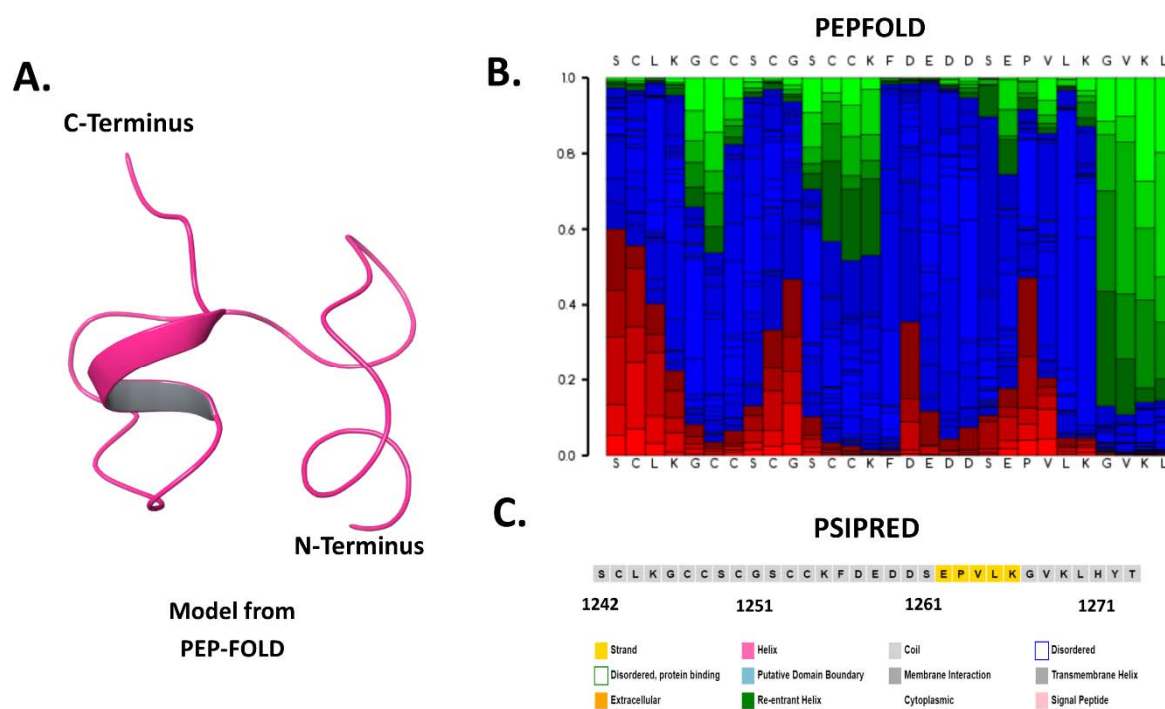 A.
C-Terminus
N-Terminus
Model from
PEP-FOLD
PEPFOLD
B.
S C L K G C C S C G S C C K F D E D D S E P V L K G V K L
1.0
0.8
0.6
0.4
0.2
0.0
S C L K G C C S C G S C C K F D E D D S E P V L K G V K L
C.
PSIPRED
S C L K G C C S C G S C C K F D E D D S E P V L K G V K L H Y T
1242 1251 1261 1271
Strand Helix Coil Disordered
Disordered, protein binding Putative Domain Boundary Membrane Interaction Transmembrane Helix
Extracellular Re-entrant Helix Cytoplasmic Signal Peptide